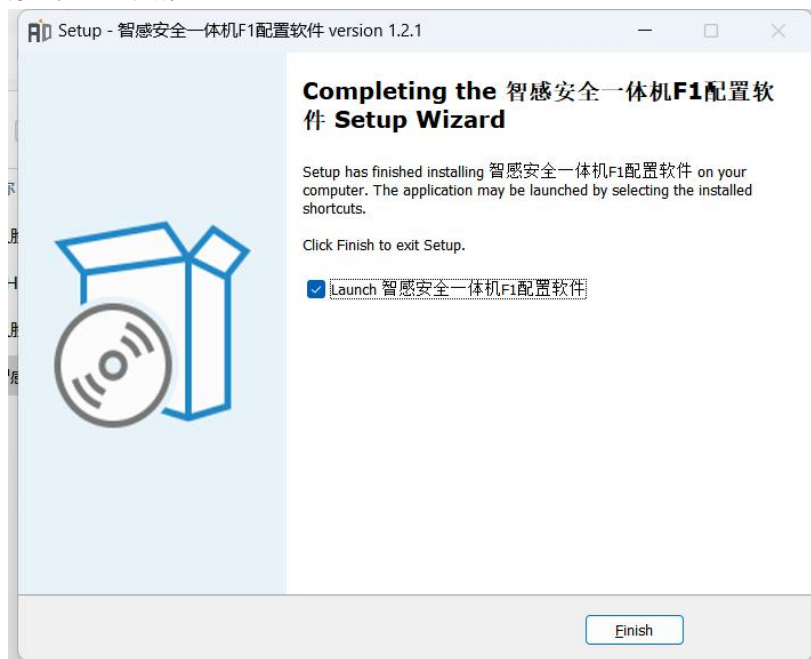 Setup - 智感安全一体机F1配置软件 version 1.2.1
Completing the 智感安全一体机F1配置软
件 Setup Wizard
Setup has finished installing 智感安全一体机F1配置软件 on your
computer. The application may be launched by selecting the installed
shortcuts.
Click Finish to exit Setup.
Launch 智感安全一体机F1配置软件
Finish